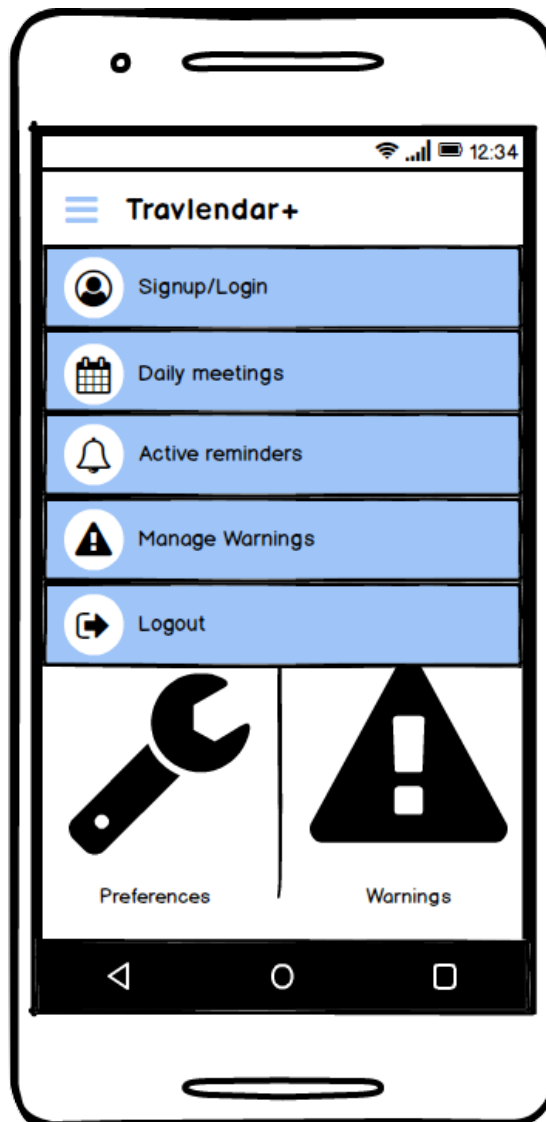 12:34
Travlendar+
Signup/Login
Daily meetings
Active reminders
Manage Warnings
Logout
Preferences Warnings